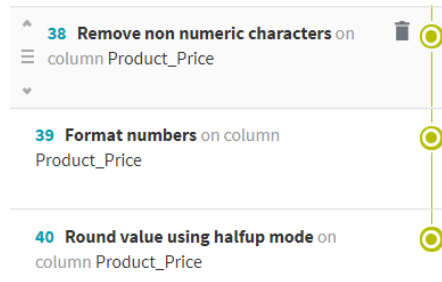 38 Remove non numeric characters on
column Product_Price
39 Format numbers on column
Product_Price
40 Round value using halfup mode on
column Product_Price